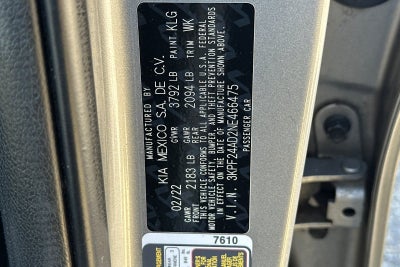 MANUFACTURED BY
KIA MEXICO S.A. DE C.V.
02/22 GVWR 3792 LB PAINT KLG
GAWR FRONT 2183 LB GAWR REAR 2094 LB TRIM WK
THIS VEHICLE CONFORMS TO ALL APPLICABLE U.S.A. FEDERAL
MOTOR VEHICLE SAFETY, BUMPER, AND THEFT PREVENTION STANDARDS
IN EFFECT ON THE DATE OF MANUFACTURE SHOWN ABOVE.
V.I.N. 3KPF24AD2NE466475
PASSENGER CAR
7610